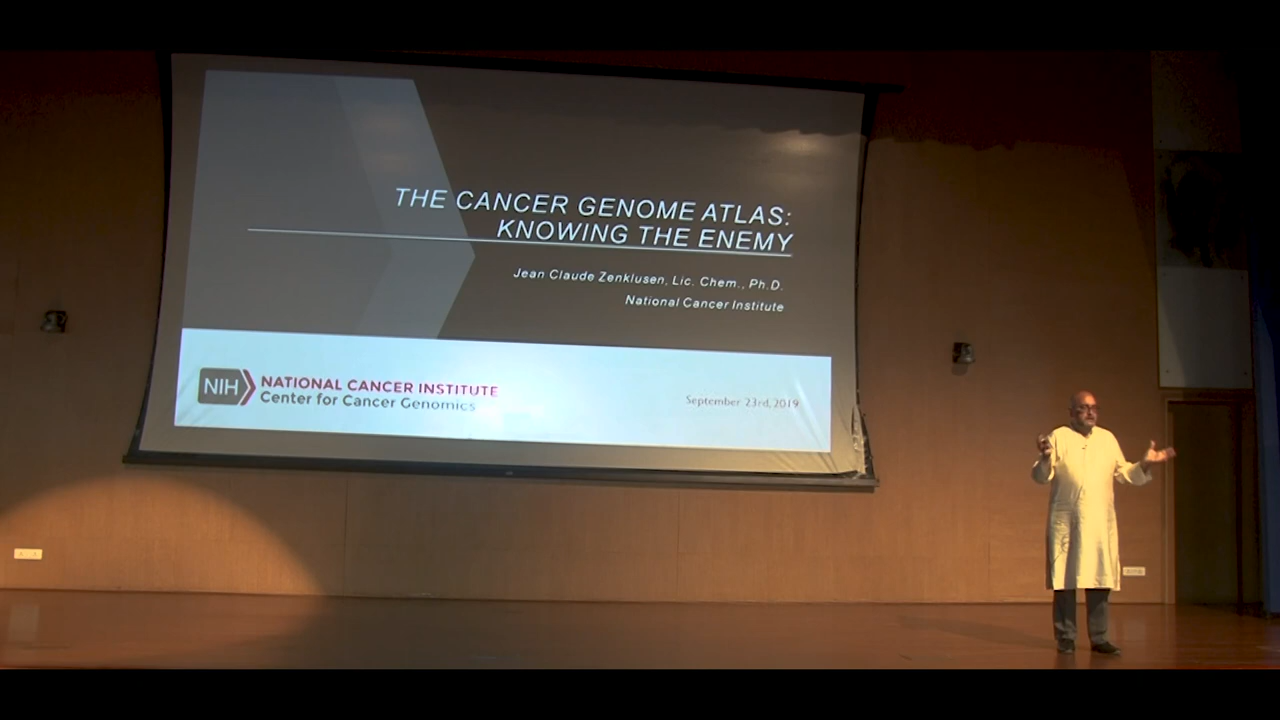 THE CANCER GENOME ATLAS:
KNOWING THE ENEMY
Jean Claude Zenklusen, Lic. Chem., Ph.D.
National Cancer Institute
NIH
NATIONAL CANCER INSTITUTE
Center for Cancer Genomics
September 23rd, 2019